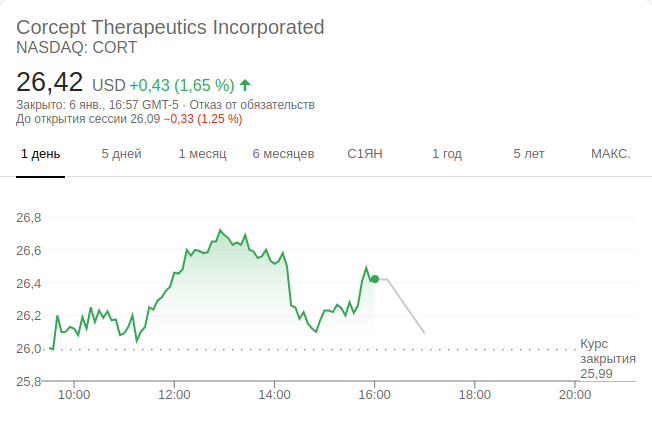 Corcept Therapeutics Incorporated
NASDAQ: CORT
26,42 USD +0,43 (1,65 %)
Закрыто: 6 янв., 16:57 GMT-5 · Отказ от обязательств
До открытия сессии 26,09 −0,33 (1,25 %)
1 день 5 дней 1 месяц 6 месяцев С1ЯН 1 год 5 лет МАКС.
26,8
26,6
26,4
26,2
26,0
Курс
закрытия
25,99
25,8
10:00 12:00 14:00 16:00 18:00 20:00